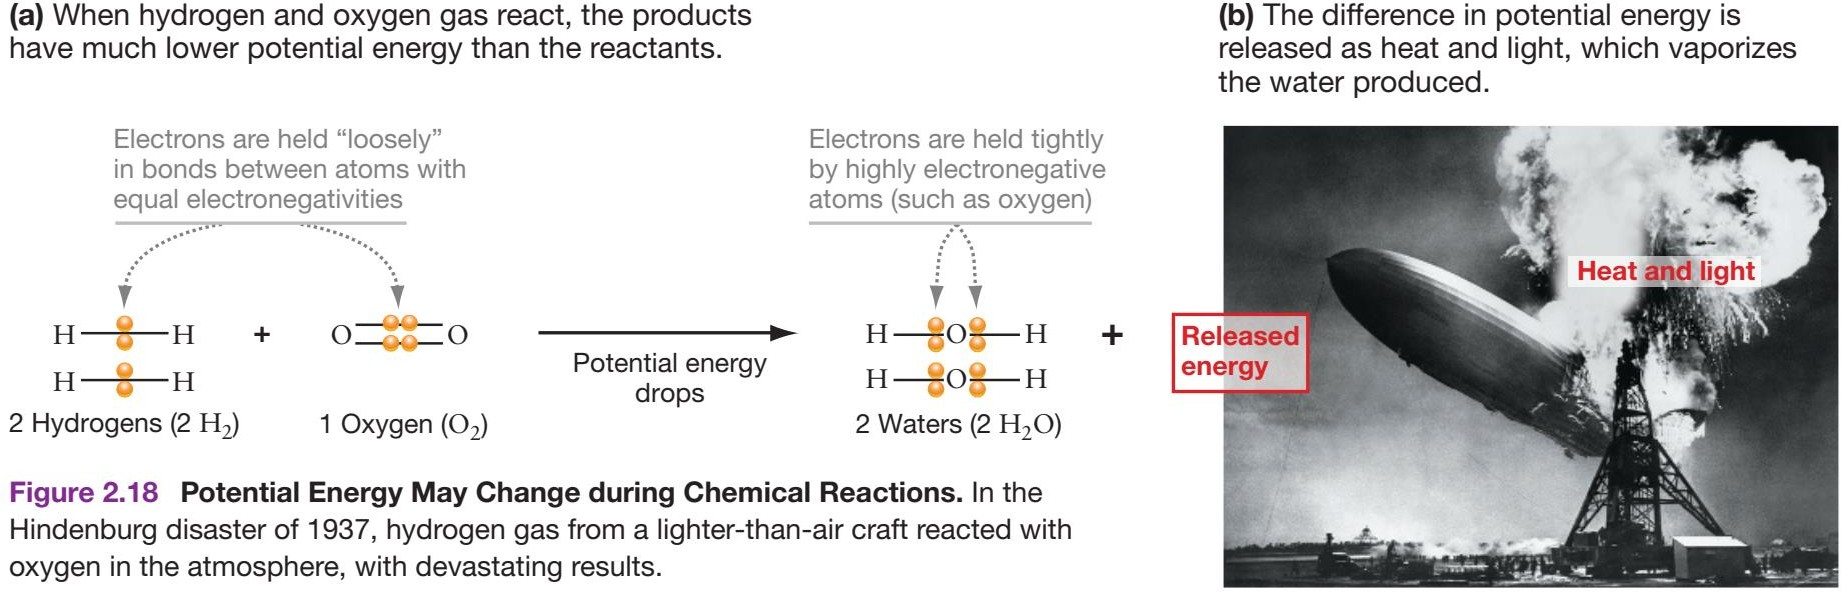 (a) When hydrogen and oxygen gas react, the products
have much lower potential energy than the reactants.
Electrons are held “loosely”
in bonds between atoms with
equal electronegativities
H H + O O
H H
2 Hydrogens (2 H₂) 1 Oxygen (O₂)
Potential energy
drops
Electrons are held tightly
by highly electronegative
atoms (such as oxygen)
H O H +
H O H
2 Waters (2 H₂O)
(b) The difference in potential energy is
released as heat and light, which vaporizes
the water produced.
Heat and light
Released
energy
Figure 2.18 Potential Energy May Change during Chemical Reactions. In the
Hindenburg disaster of 1937, hydrogen gas from a lighter-than-air craft reacted with
oxygen in the atmosphere, with devastating results.